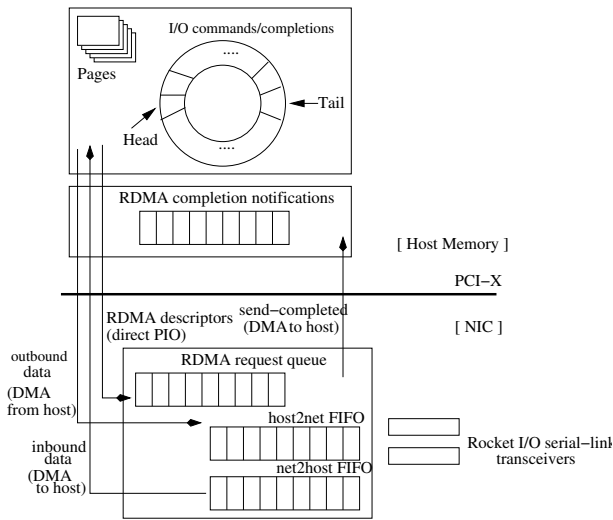 I/O commands/completions
....
Pages
Tail
Head
....
RDMA completion notifications
[ Host Memory ]
PCI−X
RDMA descriptors
(direct PIO)
send−completed
(DMA to host)
[ NIC ]
outbound
data
(DMA
from host)
RDMA request queue
host2net FIFO
inbound
data
(DMA
to host)
net2host FIFO
Rocket I/O serial−link
transceivers